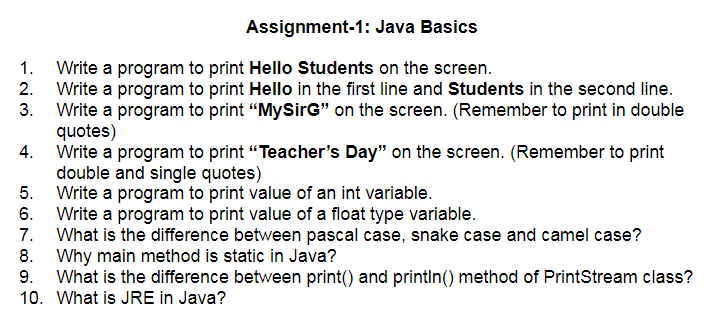 Assignment-1: Java Basics
1. Write a program to print Hello Students on the screen.
2. Write a program to print Hello in the first line and Students in the second line.
3. Write a program to print “MySirG” on the screen. (Remember to print in double
quotes)
4. Write a program to print “Teacher’s Day” on the screen. (Remember to print
double and single quotes)
5. Write a program to print value of an int variable.
6. Write a program to print value of a float type variable.
7. What is the difference between pascal case, snake case and camel case?
8. Why main method is static in Java?
9. What is the difference between print() and println() method of PrintStream class?
10. What is JRE in Java?